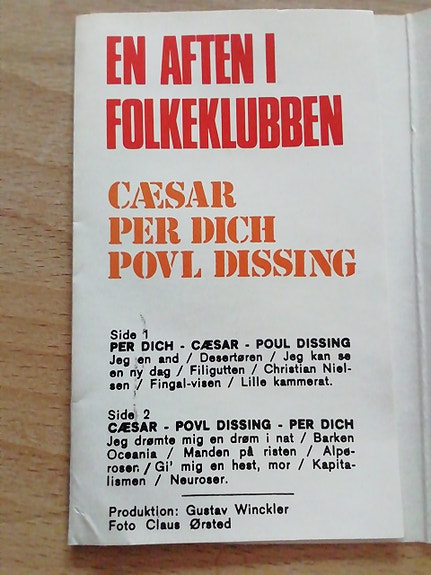 EN AFTEN I
FOLKEKLUBBEN
CÆSAR
PER DICH
POVL DISSING
Side 1
PER DICH - CÆSAR - POUL DISSING
Jeg en and / Desertøren / Jeg kan se
en ny dag / Filigutten / Christian Niel-
sen / Fingal-visen / Lille kammerat.
Side 2
CÆSAR - POVL DISSING - PER DICH
Jeg drømte mig en drøm i nat / Barken
Oceania / Manden på risten / Alpe-
roser. / Gi' mig en hest, mor / Kapita-
lismen / Neuroser.
Produktion: Gustav Winckler
Foto Claus Ørsted